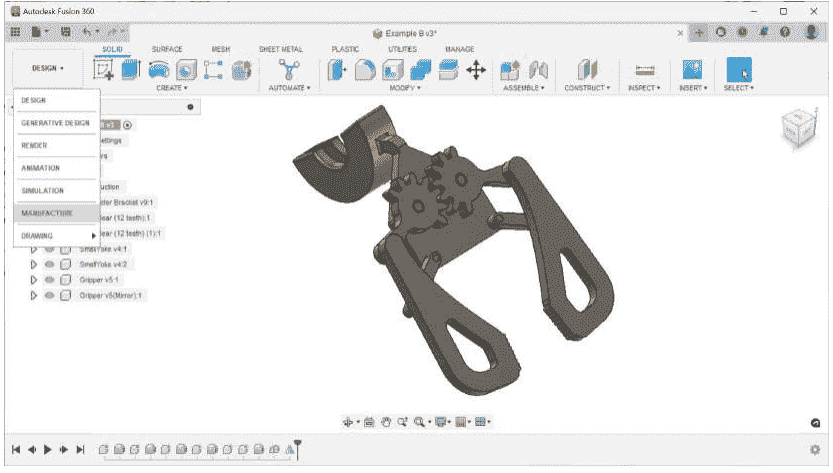 Autodesk Fusion 360
Example B v3*
SOLID SURFACE MESH SHEET METAL PLASTIC UTILITIES MANAGE
DESIGN
CREATE AUTOMATE MODIFY ASSEMBLE CONSTRUCT INSPECT INSERT SELECT
DESIGN
GENERATIVE DESIGN
RENDER
ANIMATION
SIMULATION
MANUFACTURE
DRAWING
v3
ettings
uction
tor Bracket v9:1
ear (12 teeth):1
ear (12 teeth) (1):1
SmallYoke v4:1
SmallYoke v4:2
Gripper v5:1
Gripper v5(Mirror):1